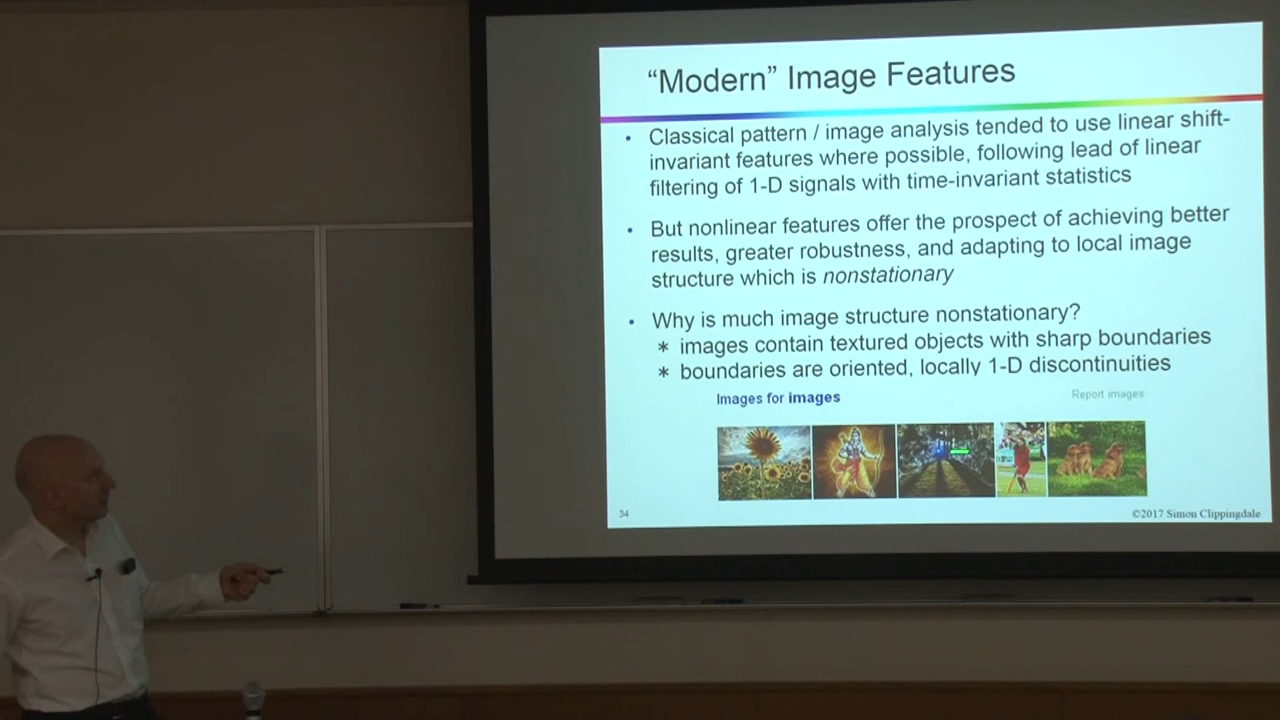 “Modern” Image Features
• Classical pattern / image analysis tended to use linear shift-
invariant features where possible, following lead of linear
filtering of 1-D signals with time-invariant statistics
• But nonlinear features offer the prospect of achieving better
results, greater robustness, and adapting to local image
structure which is nonstationary
• Why is much image structure nonstationary?
* images contain textured objects with sharp boundaries
* boundaries are oriented, locally 1-D discontinuities
Images for images
Report images
34
©2017 Simon Clippingdale